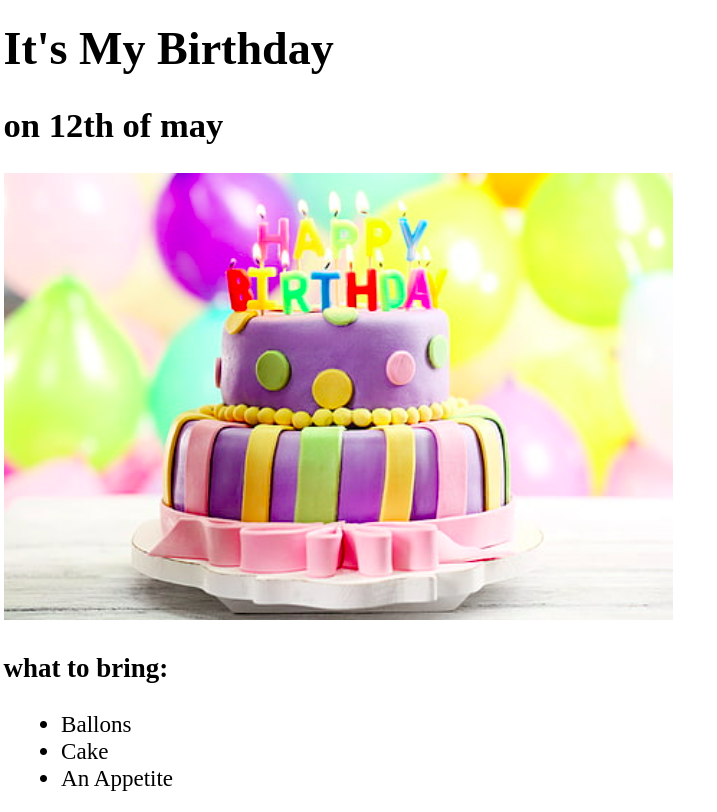 It's My Birthday
on 12th of may
HAPPY
BIRTHDAY
what to bring:
Ballons
Cake
An Appetite